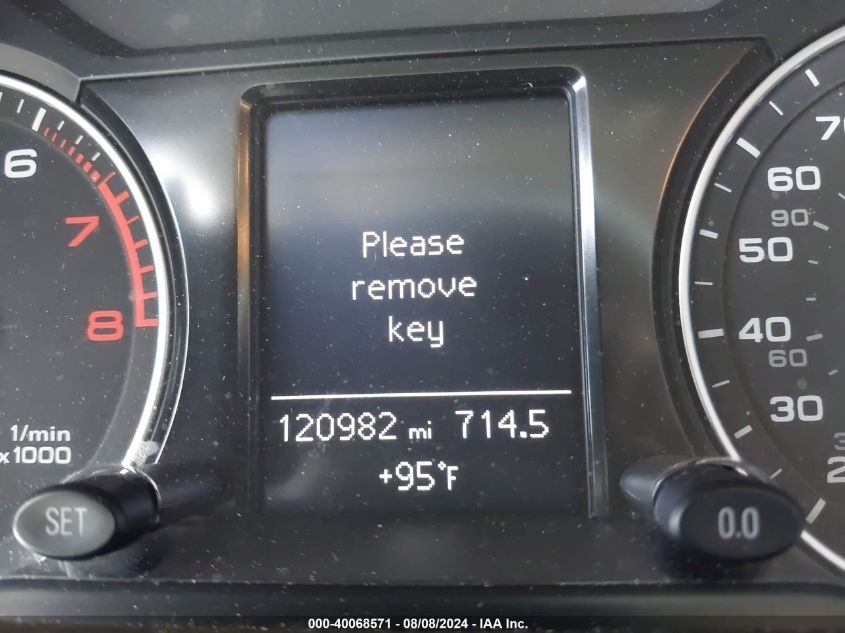 6
7
8
1/min
x1000
SET
Please
remove
key
120982 mi 714.5
+95°F
60
90
50
40
60
30
0.0
000-40068571 - 08/08/2024 - IAA Inc.